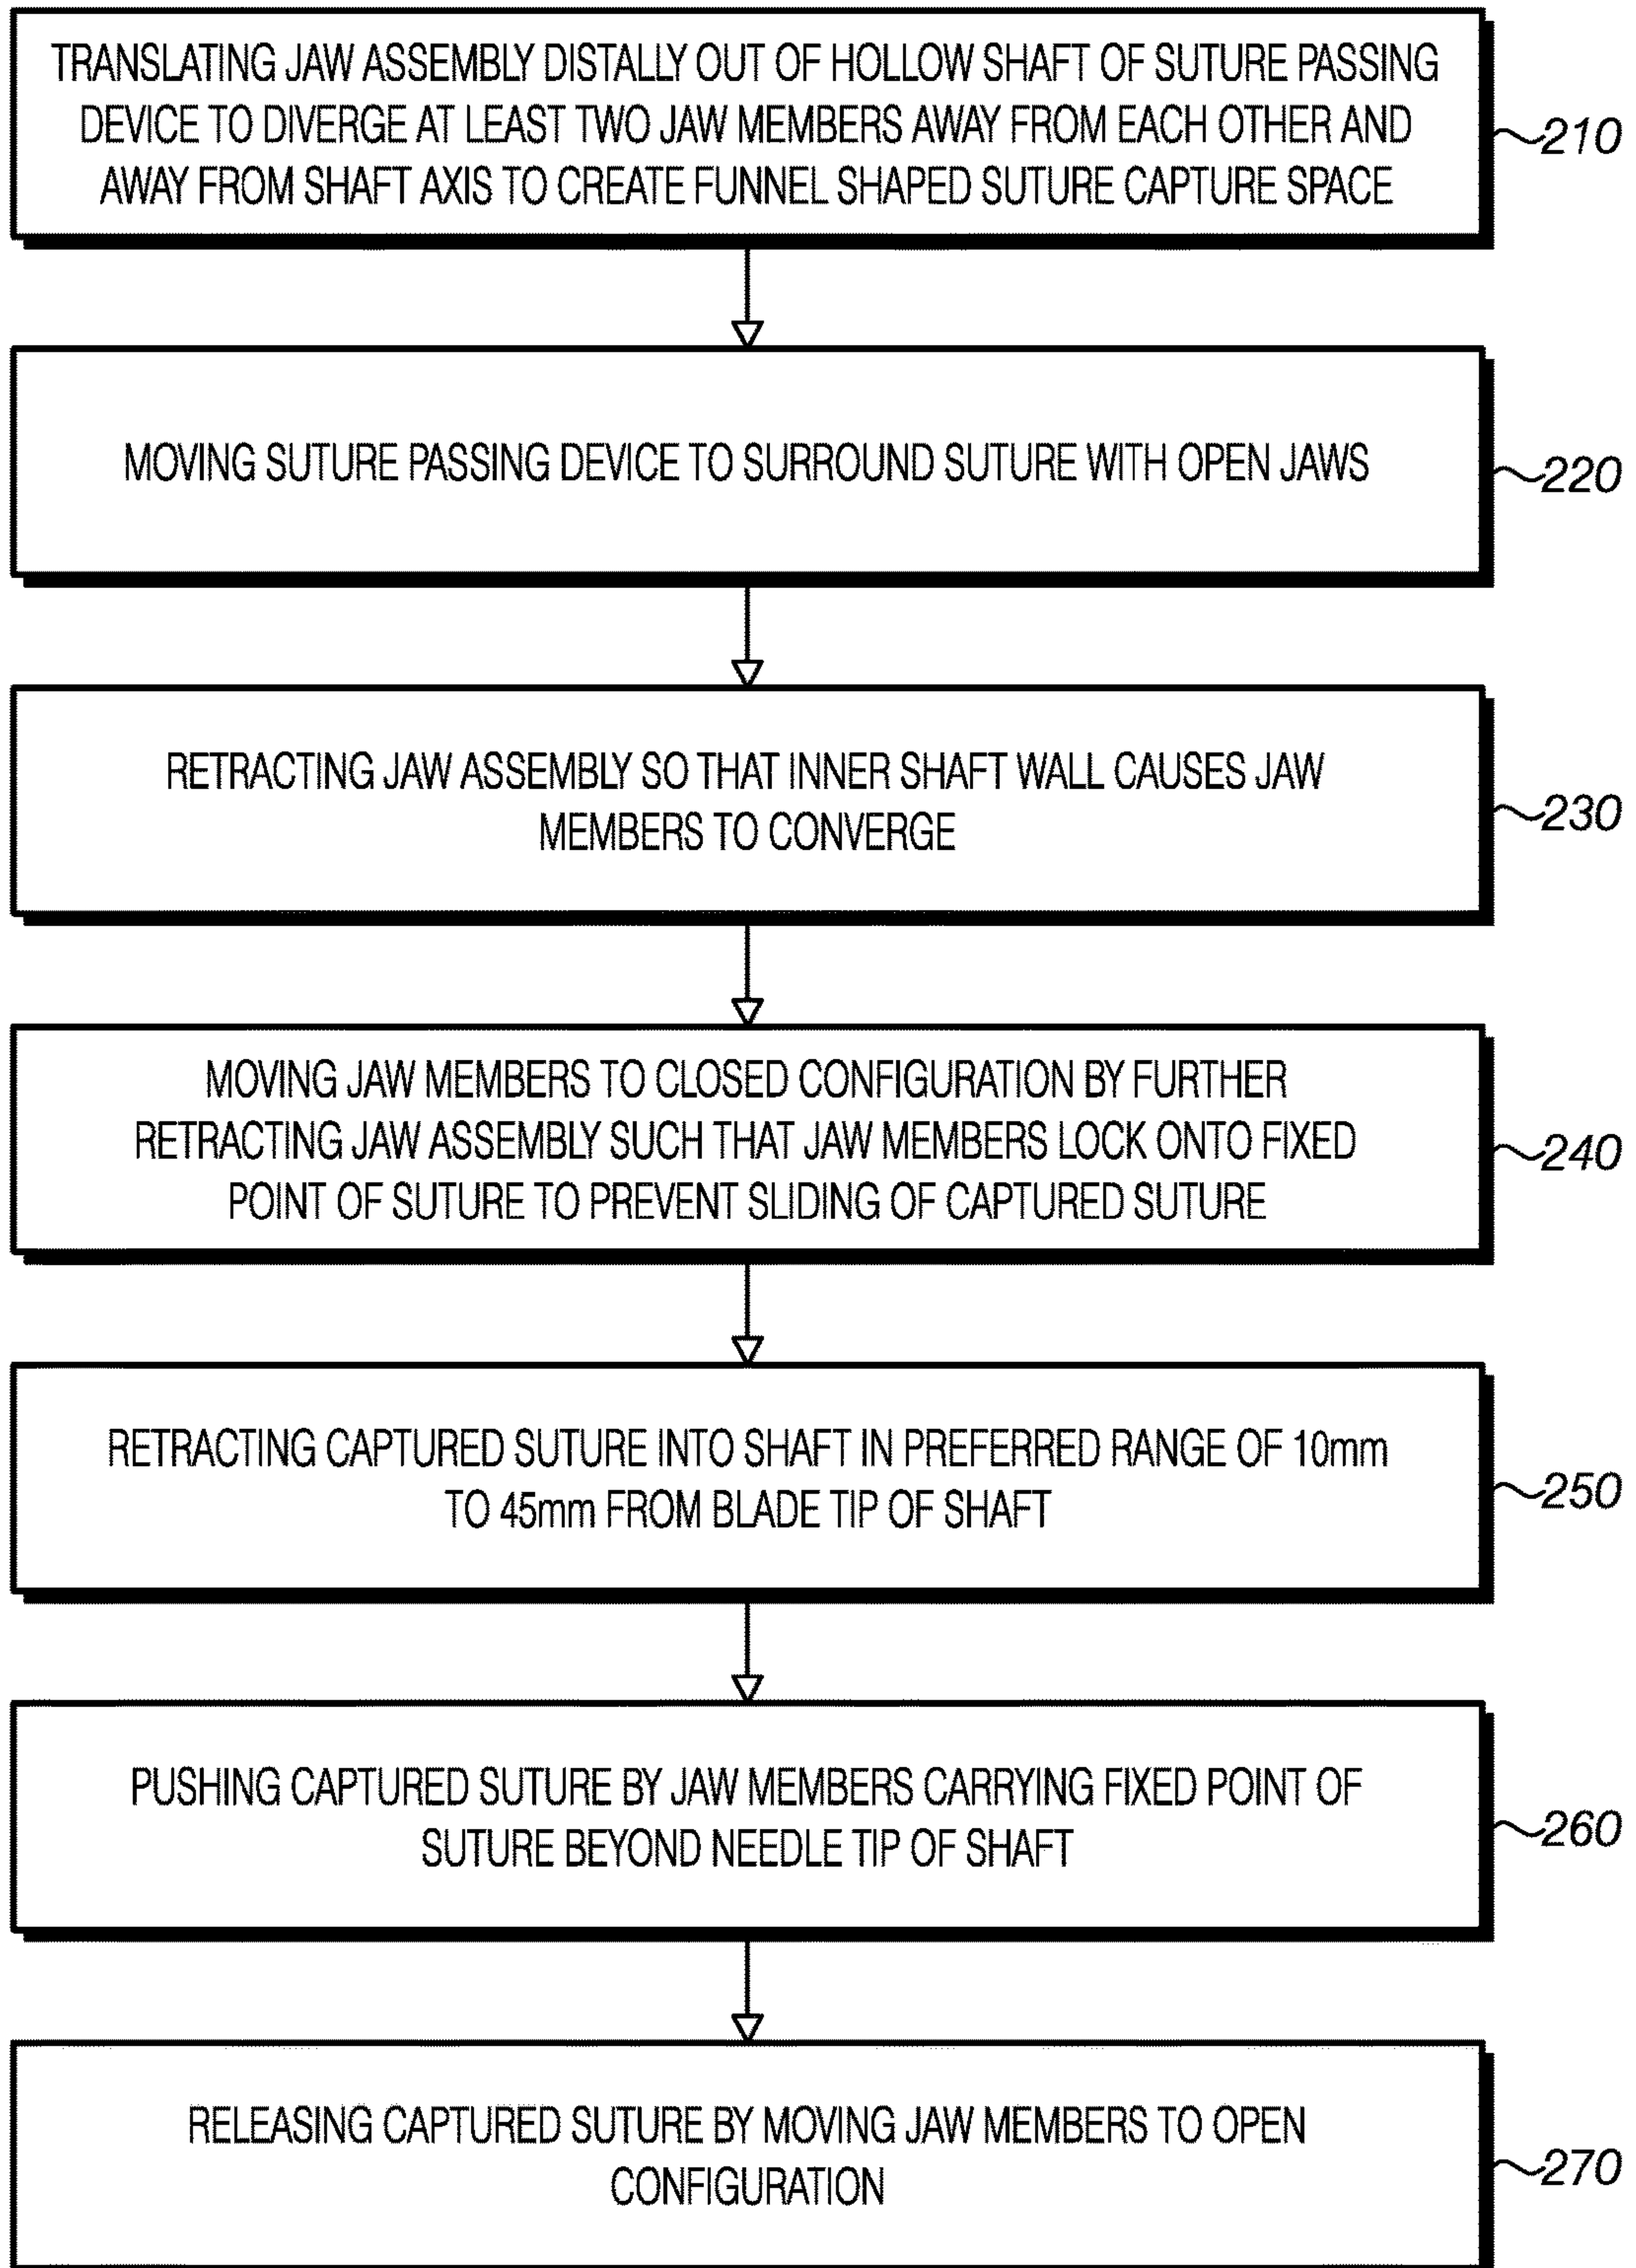 TRANSLATING JAW ASSEMBLY DISTALLY OUT OF HOLLOW SHAFT OF SUTURE PASSING
DEVICE TO DIVERGE AT LEAST TWO JAW MEMBERS AWAY FROM EACH OTHER AND
AWAY FROM SHAFT AXIS TO CREATE FUNNEL SHAPED SUTURE CAPTURE SPACE
210
MOVING SUTURE PASSING DEVICE TO SURROUND SUTURE WITH OPEN JAWS
220
RETRACTING JAW ASSEMBLY SO THAT INNER SHAFT WALL CAUSES JAW
MEMBERS TO CONVERGE
230
MOVING JAW MEMBERS TO CLOSED CONFIGURATION BY FURTHER
RETRACTING JAW ASSEMBLY SUCH THAT JAW MEMBERS LOCK ONTO FIXED
POINT OF SUTURE TO PREVENT SLIDING OF CAPTURED SUTURE
240
RETRACTING CAPTURED SUTURE INTO SHAFT IN PREFERRED RANGE OF 10mm
TO 45mm FROM BLADE TIP OF SHAFT
250
PUSHING CAPTURED SUTURE BY JAW MEMBERS CARRYING FIXED POINT OF
SUTURE BEYOND NEEDLE TIP OF SHAFT
260
RELEASING CAPTURED SUTURE BY MOVING JAW MEMBERS TO OPEN
CONFIGURATION
270